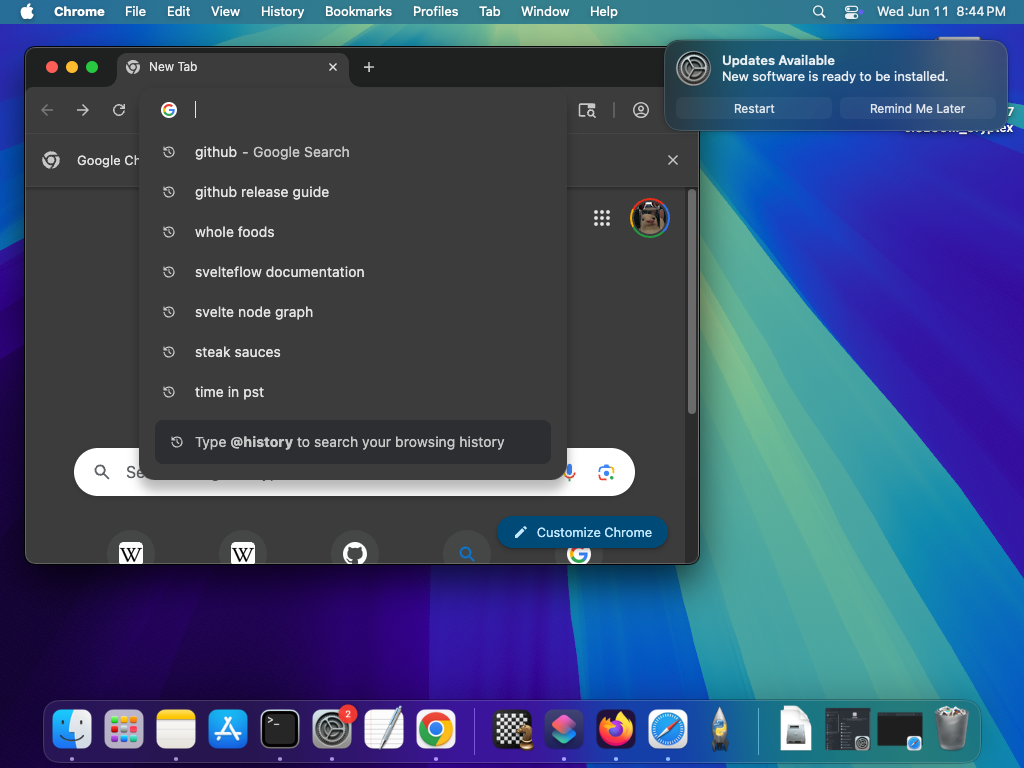 Chrome File Edit View History Bookmarks Profiles Tab Window Help Wed Jun 11 8:44 PM
Updates Available
New software is ready to be installed.
Restart Remind Me Later
New Tab
Google Ch
github - Google Search
github release guide
whole foods
svelteflow documentation
svelte node graph
steak sauces
time in pst
Type @history to search your browsing history
Se
Customize Chrome
W W
>_
2